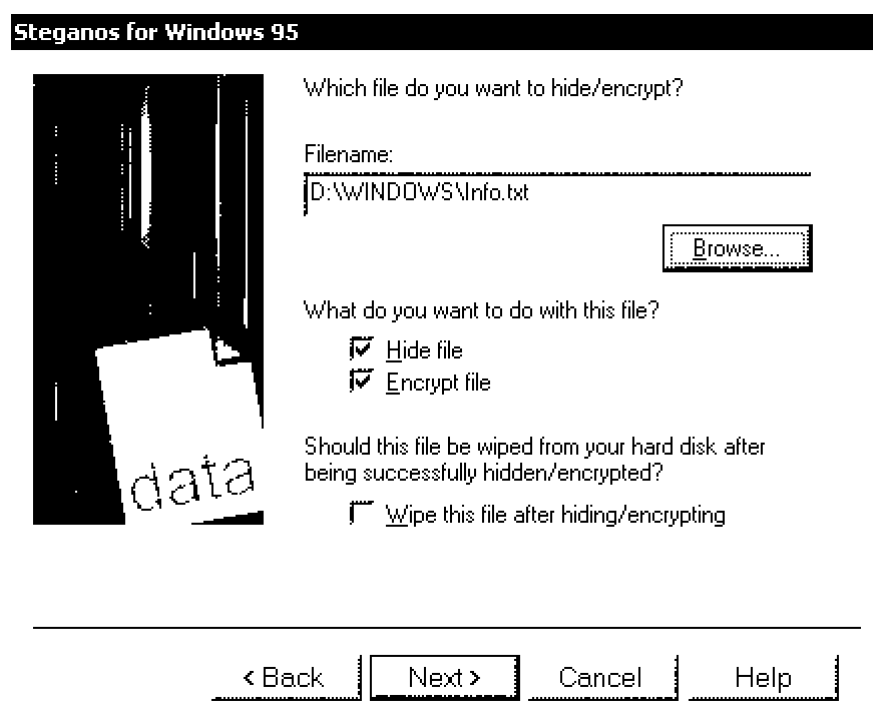 Steganos for Windows 95
Which file do you want to hide/encrypt?
Filename:
D:\WINDOWS\Info.txt
Browse...
What do you want to do with this file?
Hide file
Encrypt file
data
Should this file be wiped from your hard disk after
being successfully hidden/encrypted?
Wipe this file after hiding/encrypting
< Back Next > Cancel Help